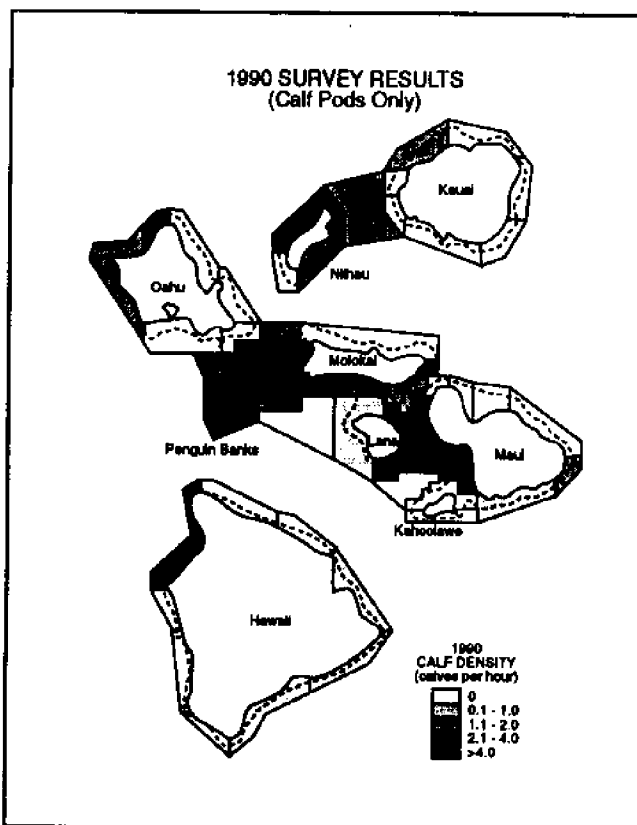 1990 SURVEY RESULTS
(Calf Pods Only)
Kauai
Niihau
Oahu
Molokai
Penguin Banks
Lanai
Maui
Kahoolawe
Hawaii
1990
CALF DENSITY
(calves per hour)
0
0.1 - 1.0
1.1 - 2.0
2.1 - 4.0
>4.0